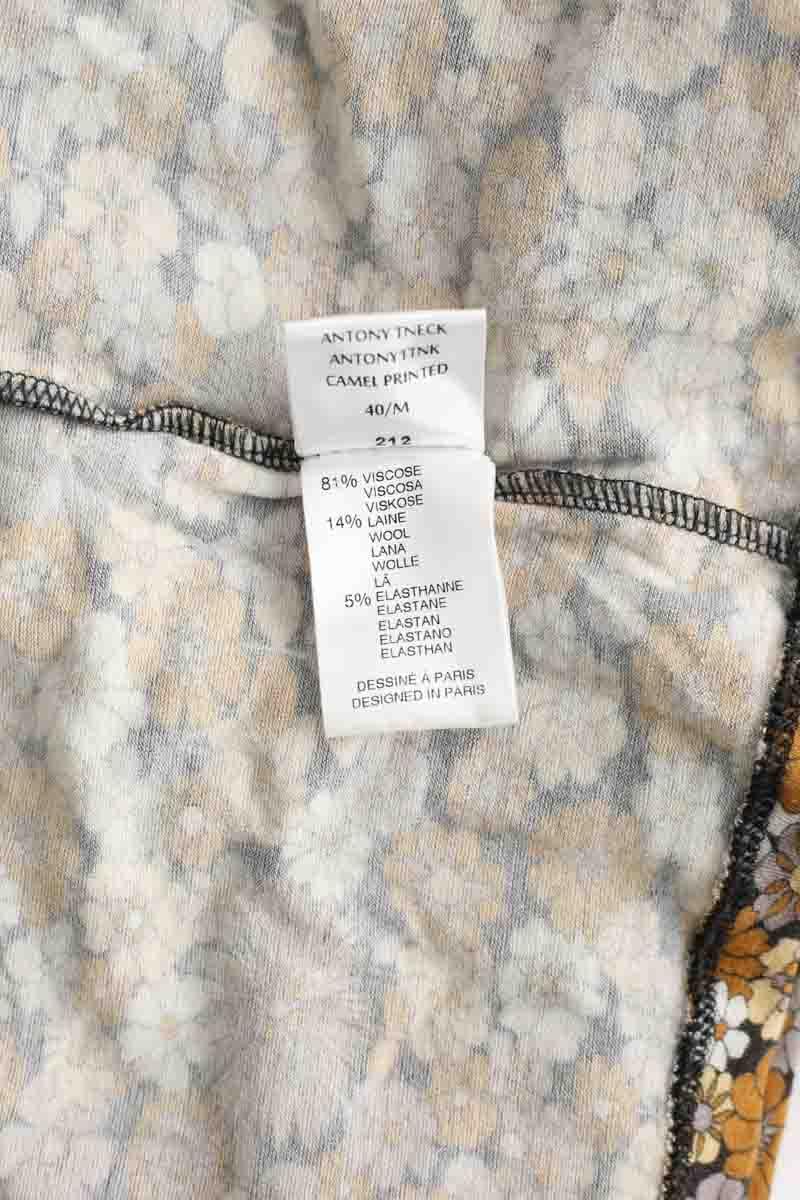 ANTONY TNECK
ANTONY1TNK
CAMEL PRINTED
40/M
212
81% VISCOSE
VISCOSA
VISKOSE
14% LAINE
WOOL
LANA
WOLLE
LÃ
5% ELASTHANNE
ELASTANE
ELASTAN
ELASTANO
ELASTHAN
DESSINÉ À PARIS
DESIGNED IN PARIS